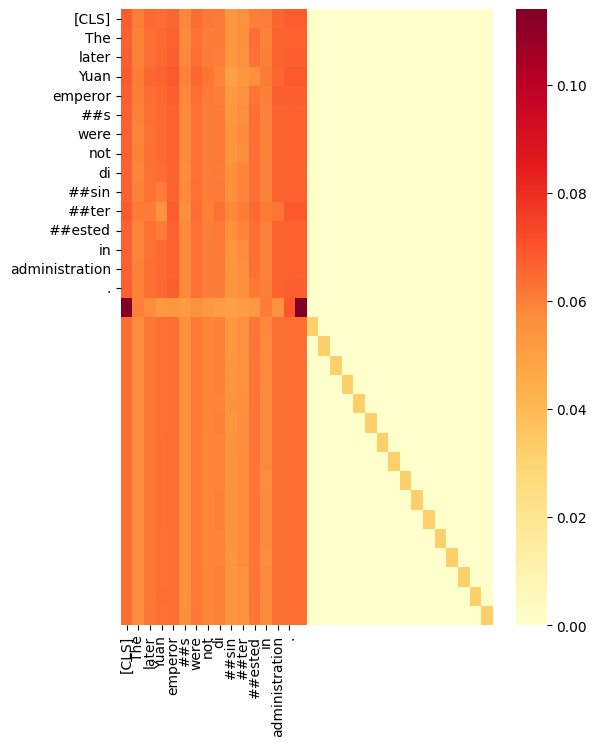 [CLS]
The
later
Yuan
emperor
##s
were
not
di
##sin
##ter
##ested
in
administration
.
0.10
0.08
0.06
0.04
0.02
0.00
[CLS]
The
later
Yuan
emperor
##s
were
not
di
##sin
##ter
##ested
in
administration
.